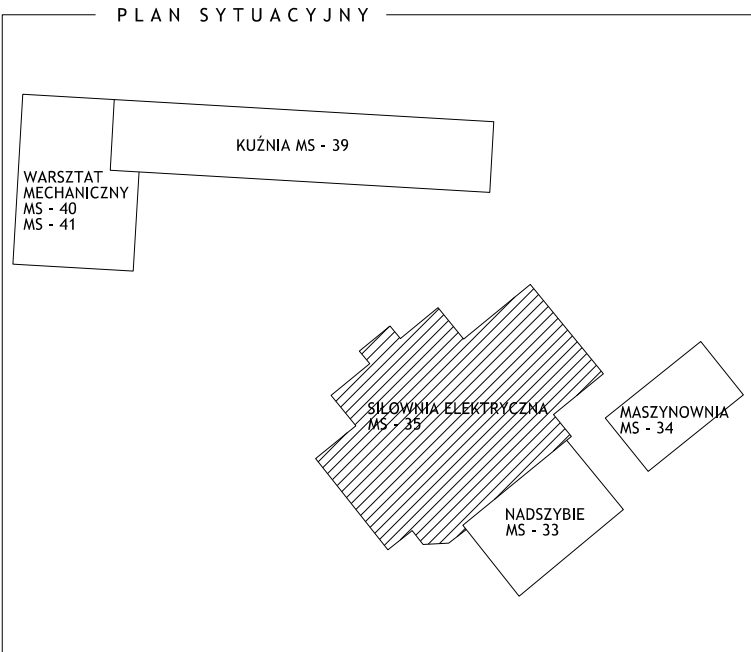 PLAN SYTUACYJNY
KUŹNIA MS - 39
WARSZTAT
MECHANICZNY
MS - 40
MS - 41
SIŁOWNIA ELEKTRYCZNA
MS - 35
MASZYNOWNIA
MS - 34
NADSZYBIE
MS - 33